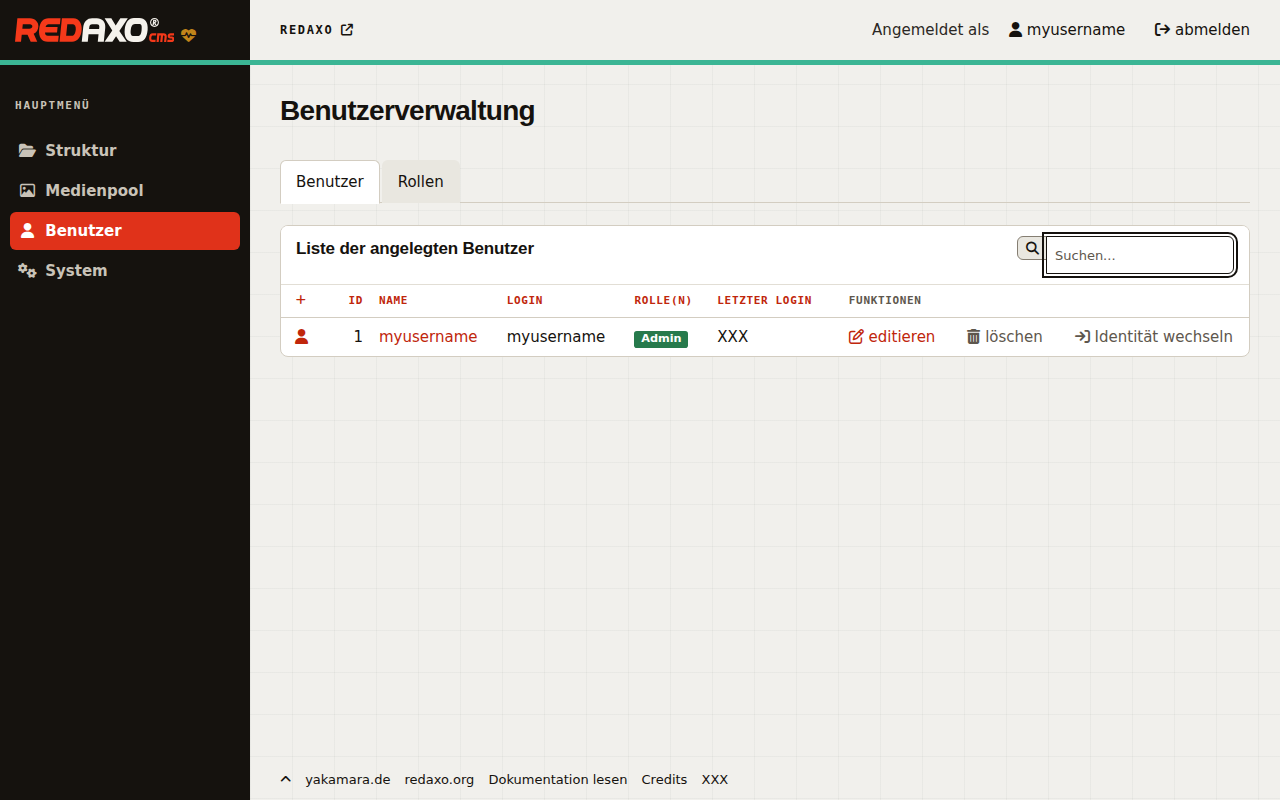 REDAXO® cms
REDAXO
Angemeldet als myusername abmelden
HAUPTMENÜ
Struktur
Medienpool
Benutzer
System
Benutzerverwaltung
Benutzer Rollen
Liste der angelegten Benutzer
Suchen...
+ ID NAME LOGIN ROLLE(N) LETZTER LOGIN FUNKTIONEN
1 myusername myusername Admin XXX editieren löschen Identität wechseln
yakamara.de redaxo.org Dokumentation lesen Credits XXX